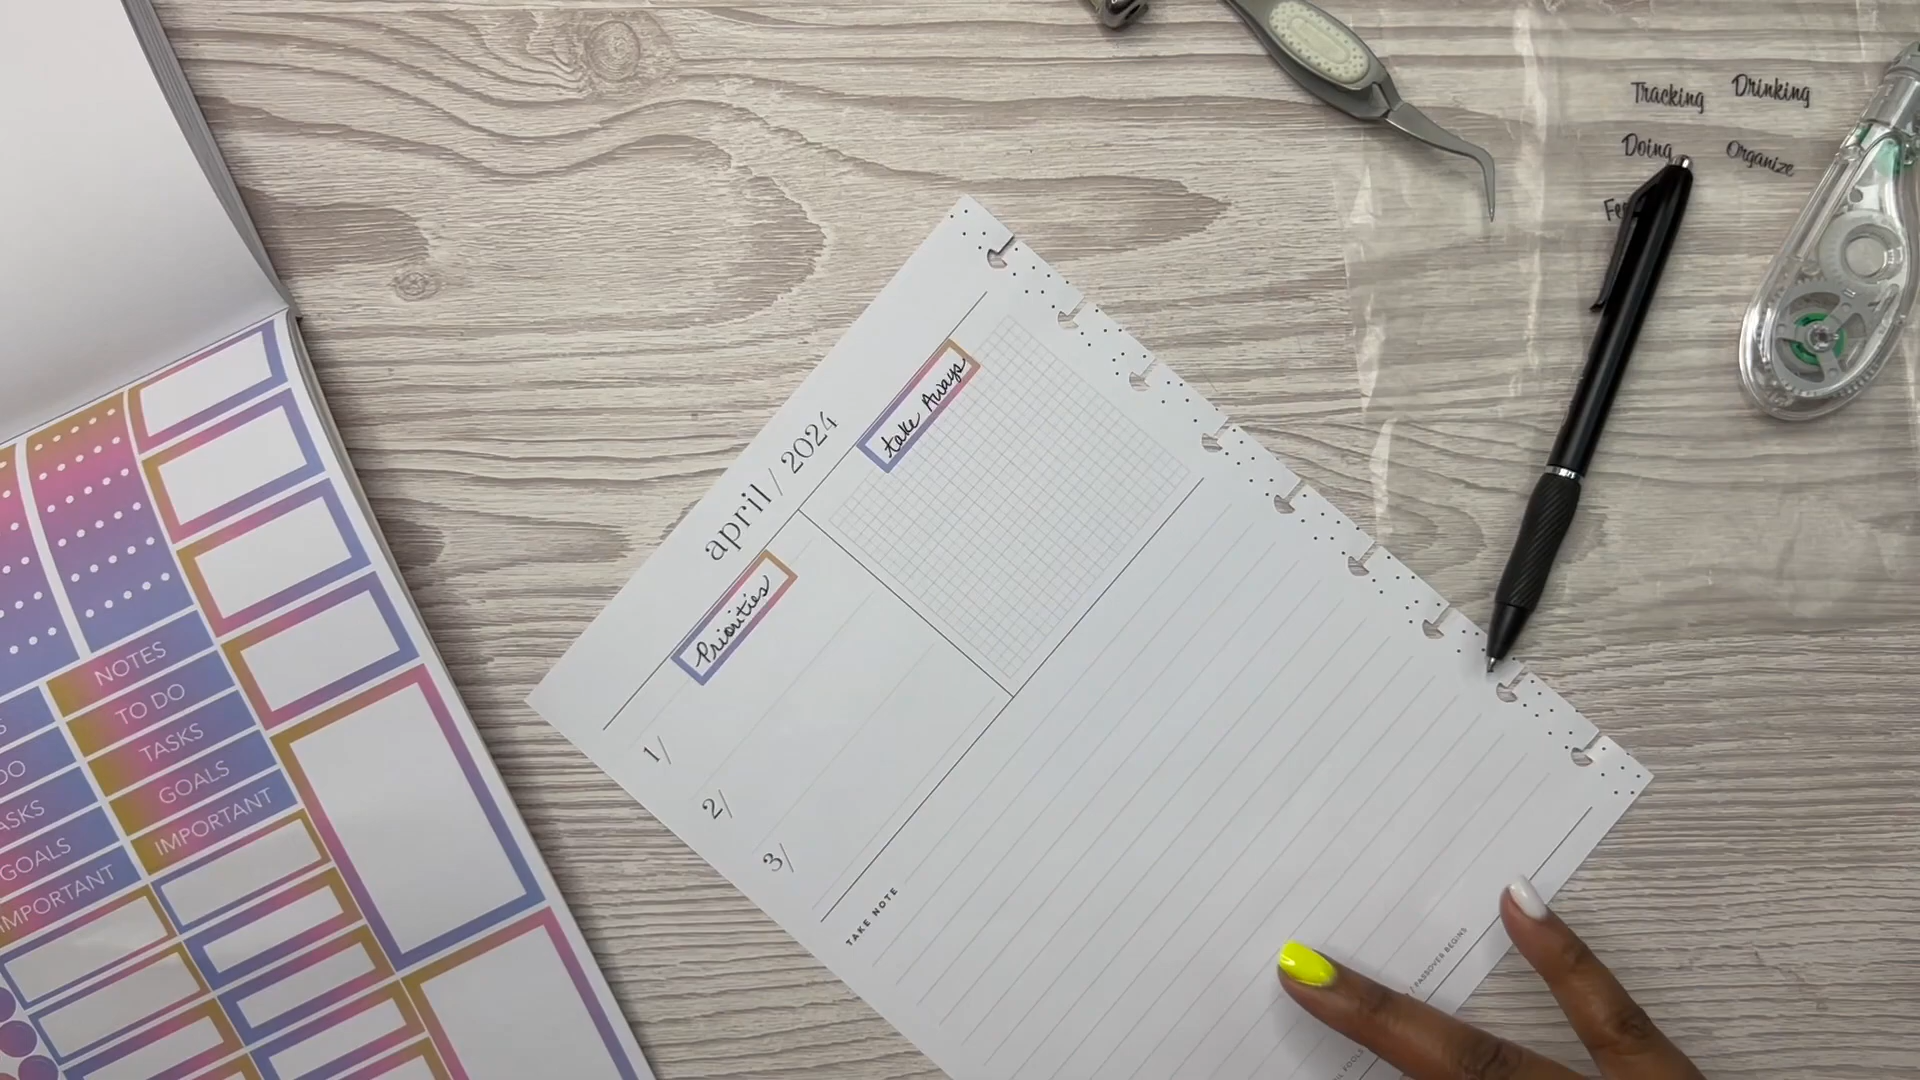 april / 2024
Priorities
take Aways
1/
2/
3/
TAKE NOTE
PASSOVER BEGINS
FOOLS
NOTES
TO DO
TASKS
GOALS
IMPORTANT
GOALS
IMPORTANT
Tracking
Drinking
Doing
Organize